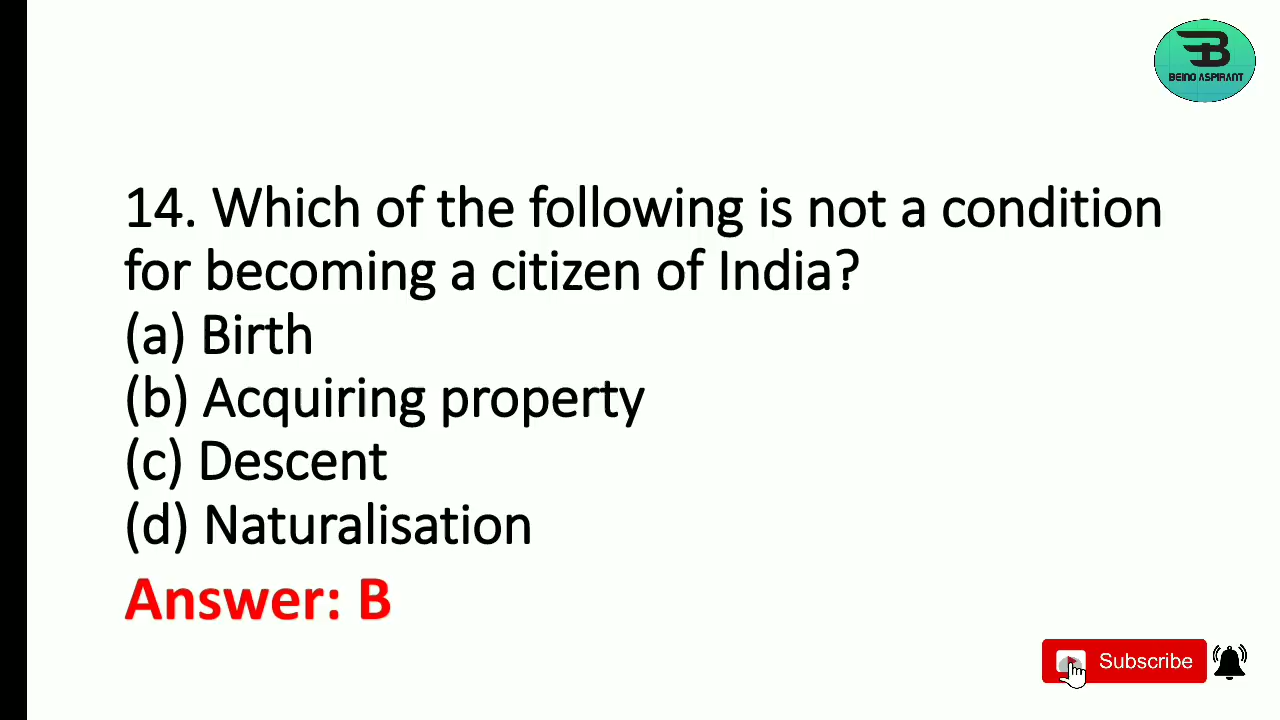 BEING ASPIRANT
14. Which of the following is not a condition
for becoming a citizen of India?
(a) Birth
(b) Acquiring property
(c) Descent
(d) Naturalisation
Answer: B
Subscribe